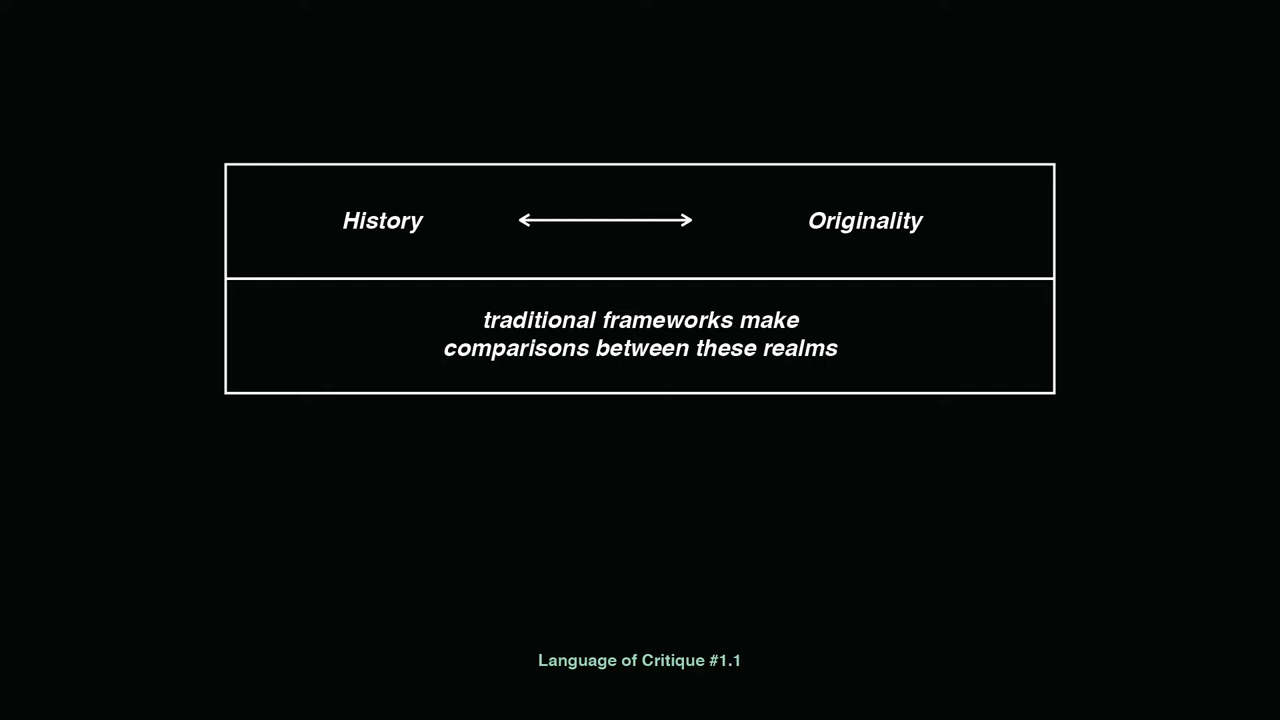 History
Originality
traditional frameworks make
comparisons between these realms
Language of Critique #1.1